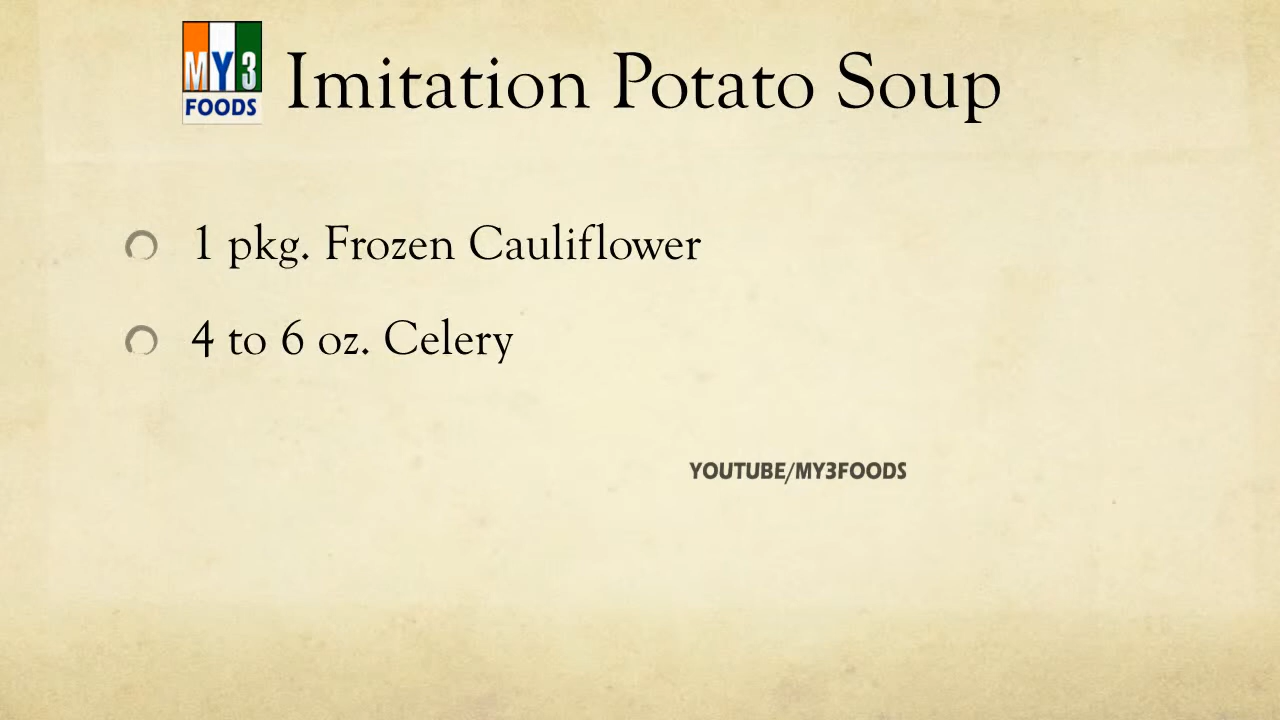 MY3
FOODS
Imitation Potato Soup
1 pkg. Frozen Cauliflower
4 to 6 oz. Celery
YOUTUBE/MY3FOODS